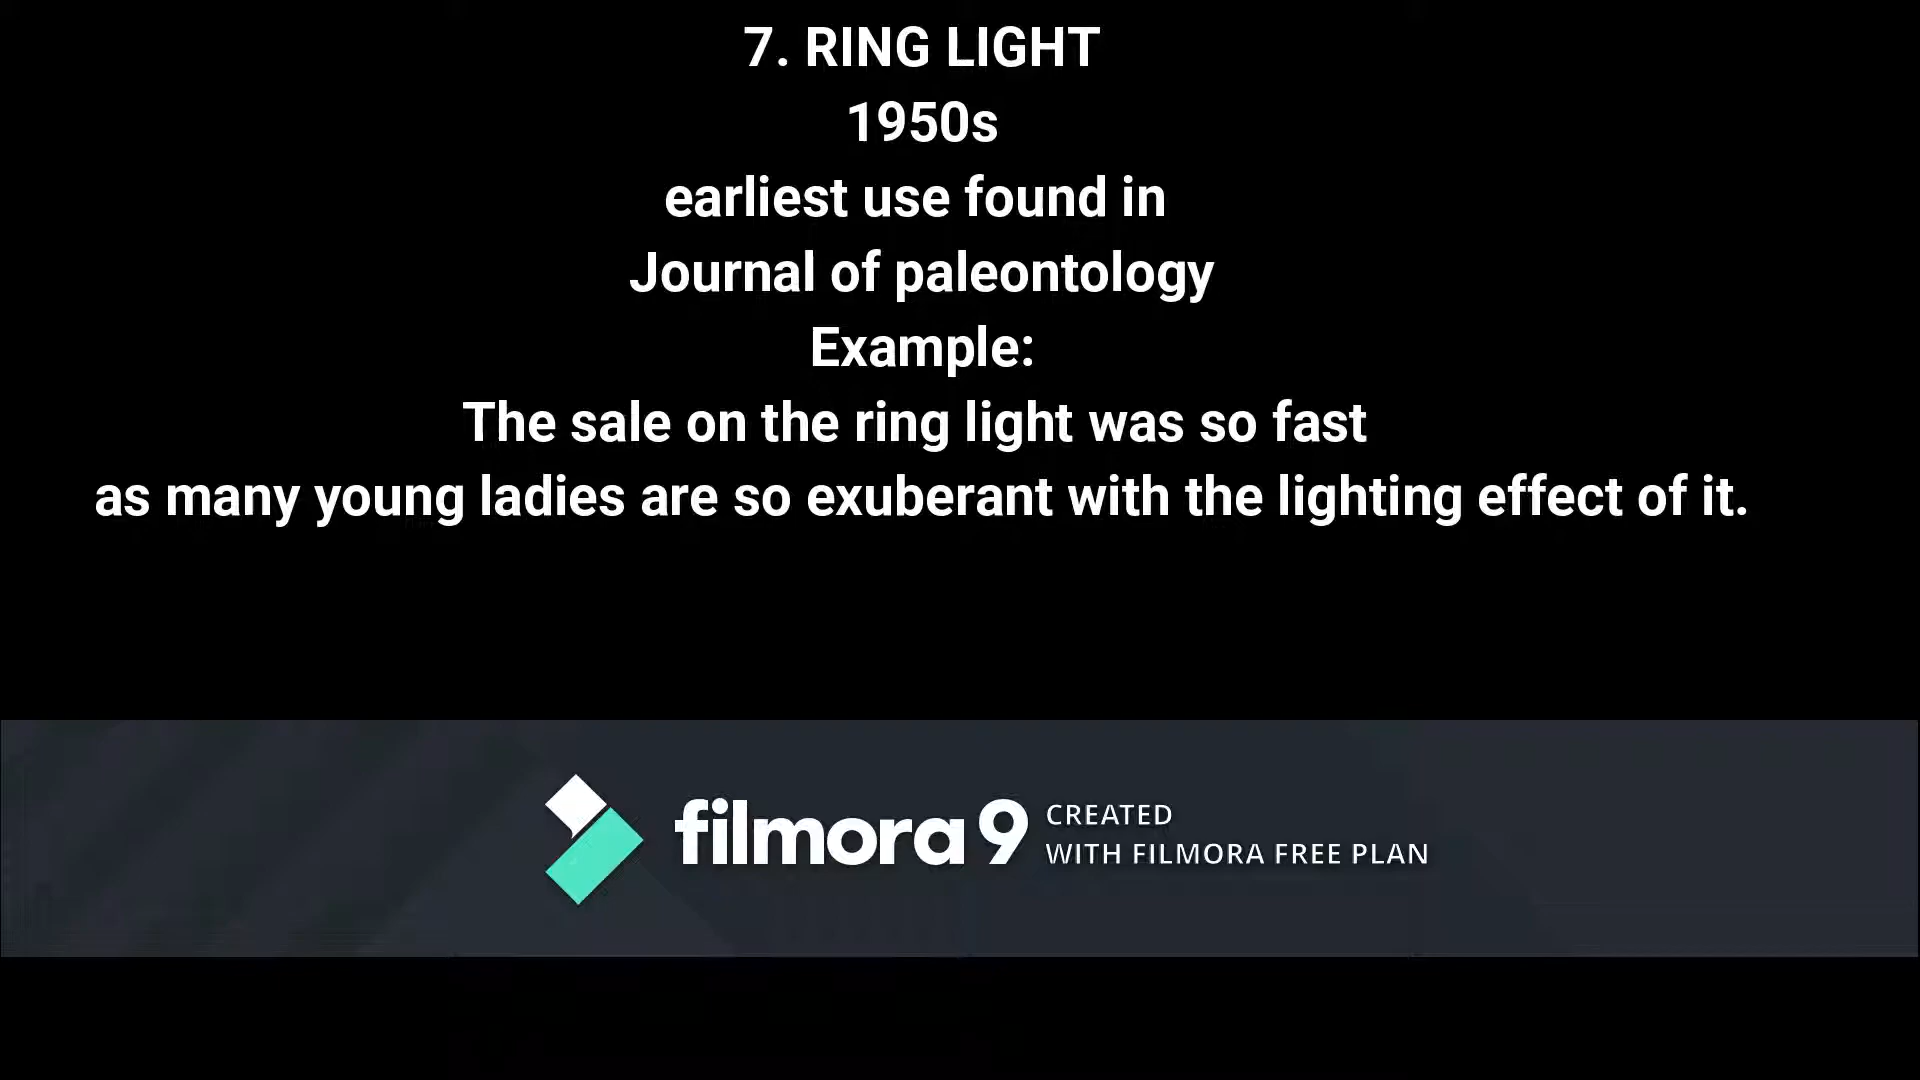 7. RING LIGHT
1950s
earliest use found in
Journal of paleontology
Example:
The sale on the ring light was so fast
as many young ladies are so exuberant with the lighting effect of it.
filmora 9 CREATED
WITH FILMORA FREE PLAN